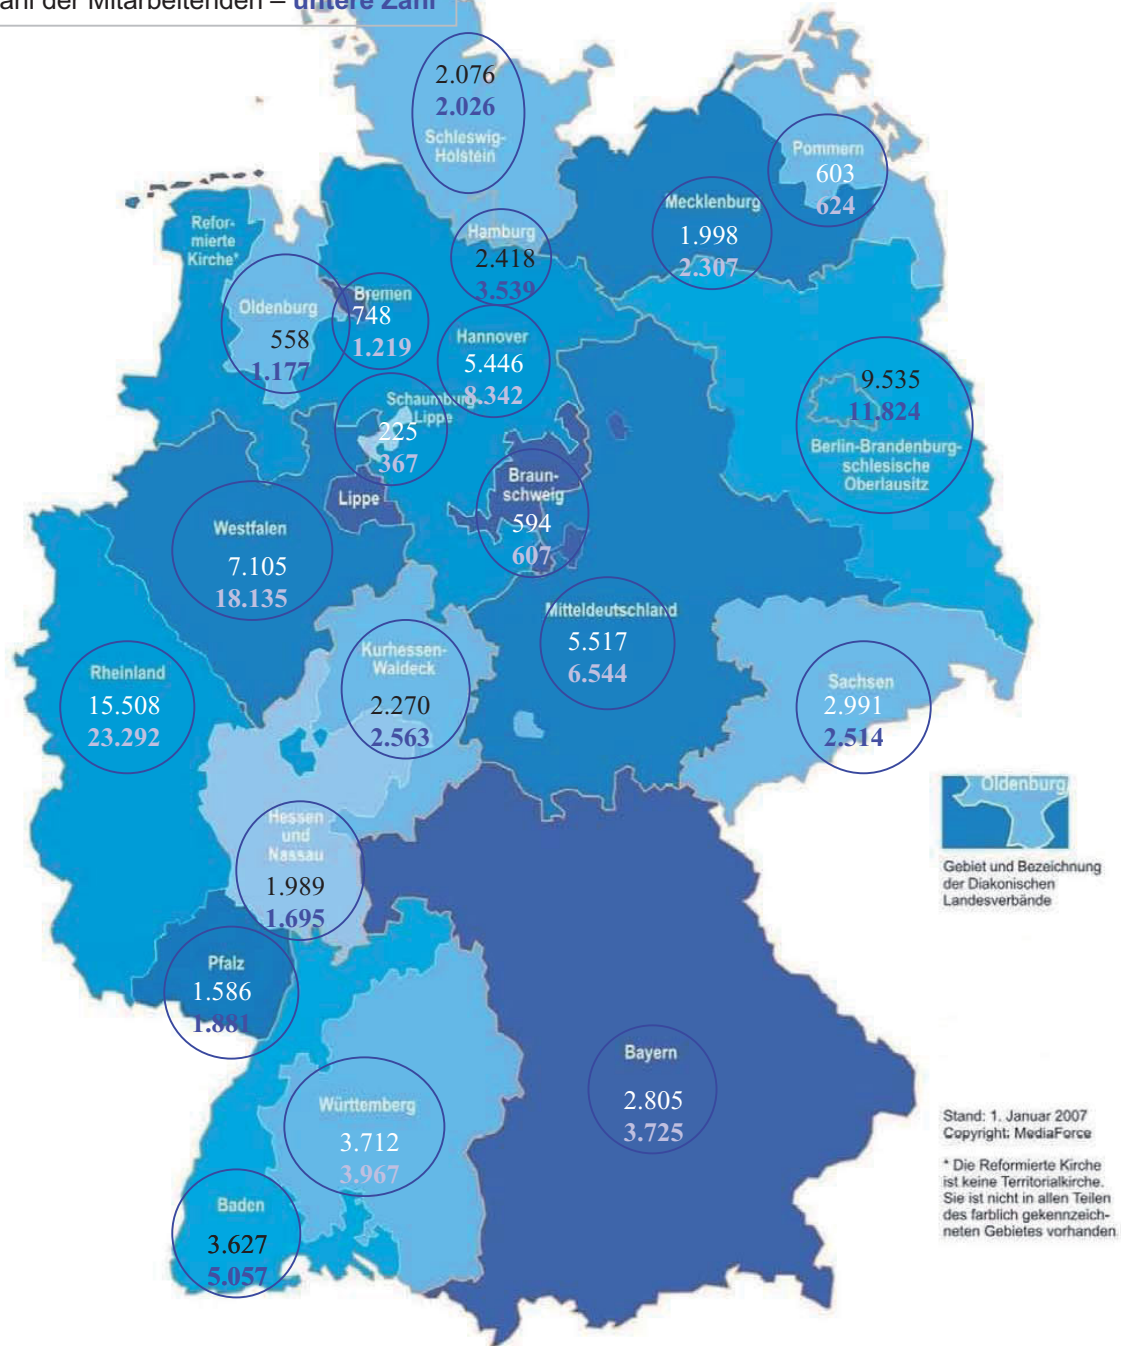 der Mitarbeitenden – untere Zahl
2.076
2.026
Schleswig-
Holstein
Pommern
603
624
Mecklenburg
1.998
2.307
Hamburg
2.418
3.539
Refor-
mierte
Kirche*
Oldenburg
558
1.177
Bremen
748
1.219
Hannover
5.446
8.342
Schaumburg-
Lippe
225
367
9.535
11.824
Berlin-Brandenburg-
schlesische
Oberlausitz
Lippe
Braun-
schweig
594
607
Westfalen
7.105
18.135
Mitteldeutschland
5.517
6.544
Kurhessen-
Waldeck
2.270
2.563
Rheinland
15.508
23.292
Sachsen
2.991
2.514
Hessen
und
Nassau
1.989
1.695
Oldenburg
Gebiet und Bezeichnung
der Diakonischen
Landesverbände
Pfalz
1.586
1.881
Bayern
2.805
3.725
Württemberg
3.712
3.967
Baden
3.627
5.057
Stand: 1. Januar 2007
Copyright: MediaForce
* Die Reformierte Kirche
ist keine Territorialkirche.
Sie ist nicht in allen Teilen
des farblich gekennzeich-
neten Gebietes vorhanden